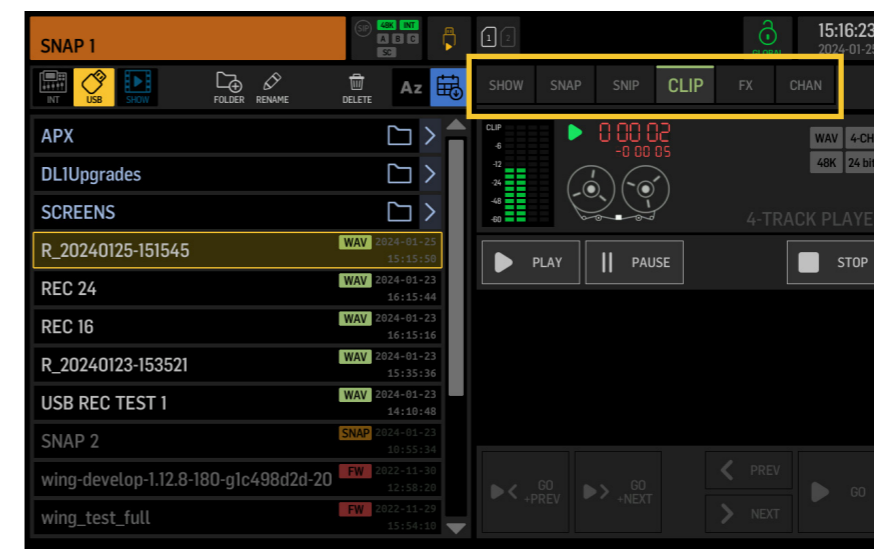 SNAP 1
SIP 48K INT
A B C
SC
1 2
GLOBAL
15:16:23
2024-01-25
INT USB SHOW FOLDER RENAME DELETE Az
SHOW SNAP SNIP CLIP FX CHAN
APX
DL1Upgrades
SCREENS
R_20240125-151545 WAV 2024-01-25
15:15:50
REC 24 WAV 2024-01-23
16:15:44
REC 16 WAV 2024-01-23
16:15:16
R_20240123-153521 WAV 2024-01-23
15:35:36
USB REC TEST 1 WAV 2024-01-23
14:10:48
SNAP 2 SNAP 2024-01-23
10:55:34
wing-develop-1.12.8-180-g1c498d2d-20 FW 2022-11-30
12:58:20
wing_test_full FW 2022-11-29
15:54:10
CLIP
-6
-12
-24
-48
-60
0 00 02
-0 00 05
WAV 4-CH
48K 24 bit
4-TRACK PLAYE
PLAY PAUSE STOP
GO
+PREV
GO
+NEXT
PREV
NEXT
GO